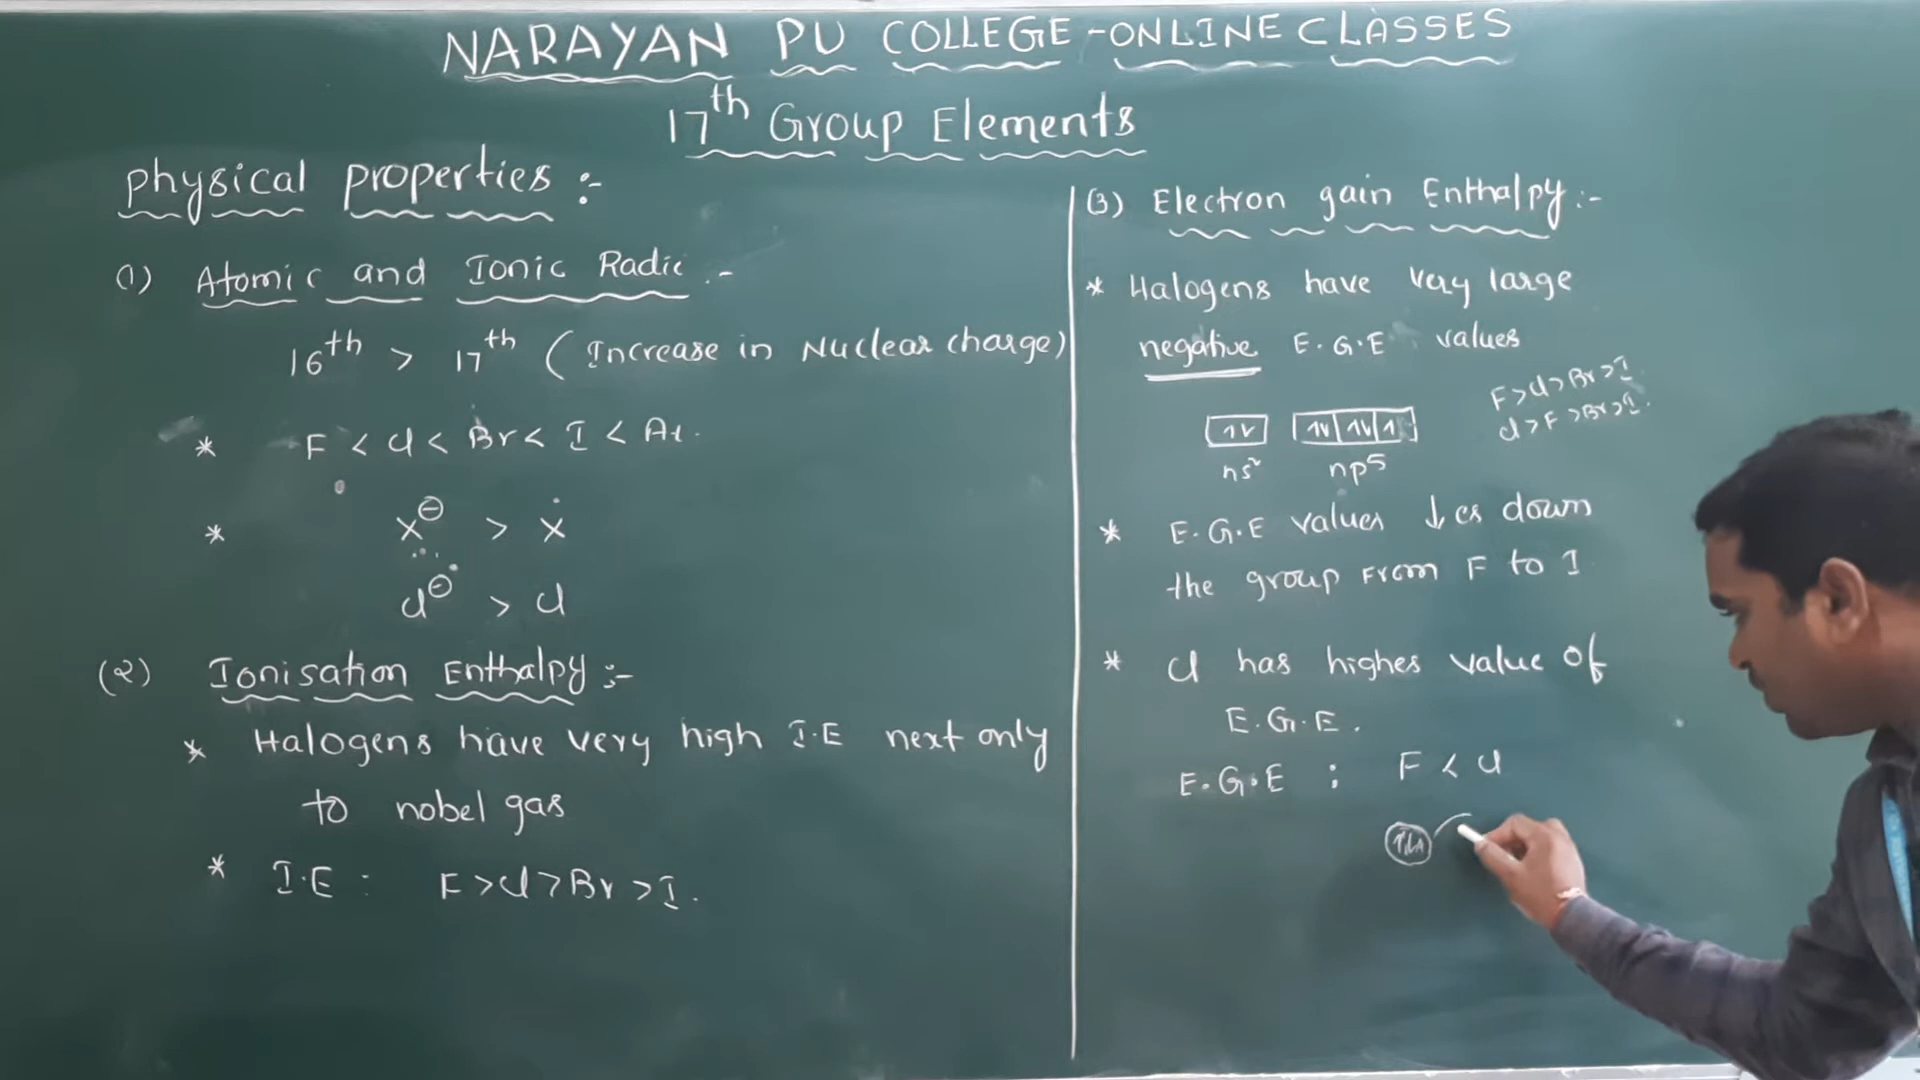 NARAYAN PU COLLEGE - ONLINE CLASSES
17th Group Elements
Physical properties :-
(1) Atomic and Ionic Radii :-
16th > 17th (Increase in Nuclear charge)
* F < Cl < Br < I < At.
* X⊖ > X
Cl⊖ > Cl
(2) Ionisation Enthalpy :-
* Halogens have very high I.E next only
to nobel gas
* I.E : F > Cl > Br > I.
(3) Electron gain Enthalpy :-
* Halogens have very large
negative E.G.E values
F > Cl > Br > I
Cl > F > Br > I.
ns² np5
* E.G.E values ↓es down
the group From F to I
* Cl has highes value of
E.G.E.
E.G.E : F < Cl